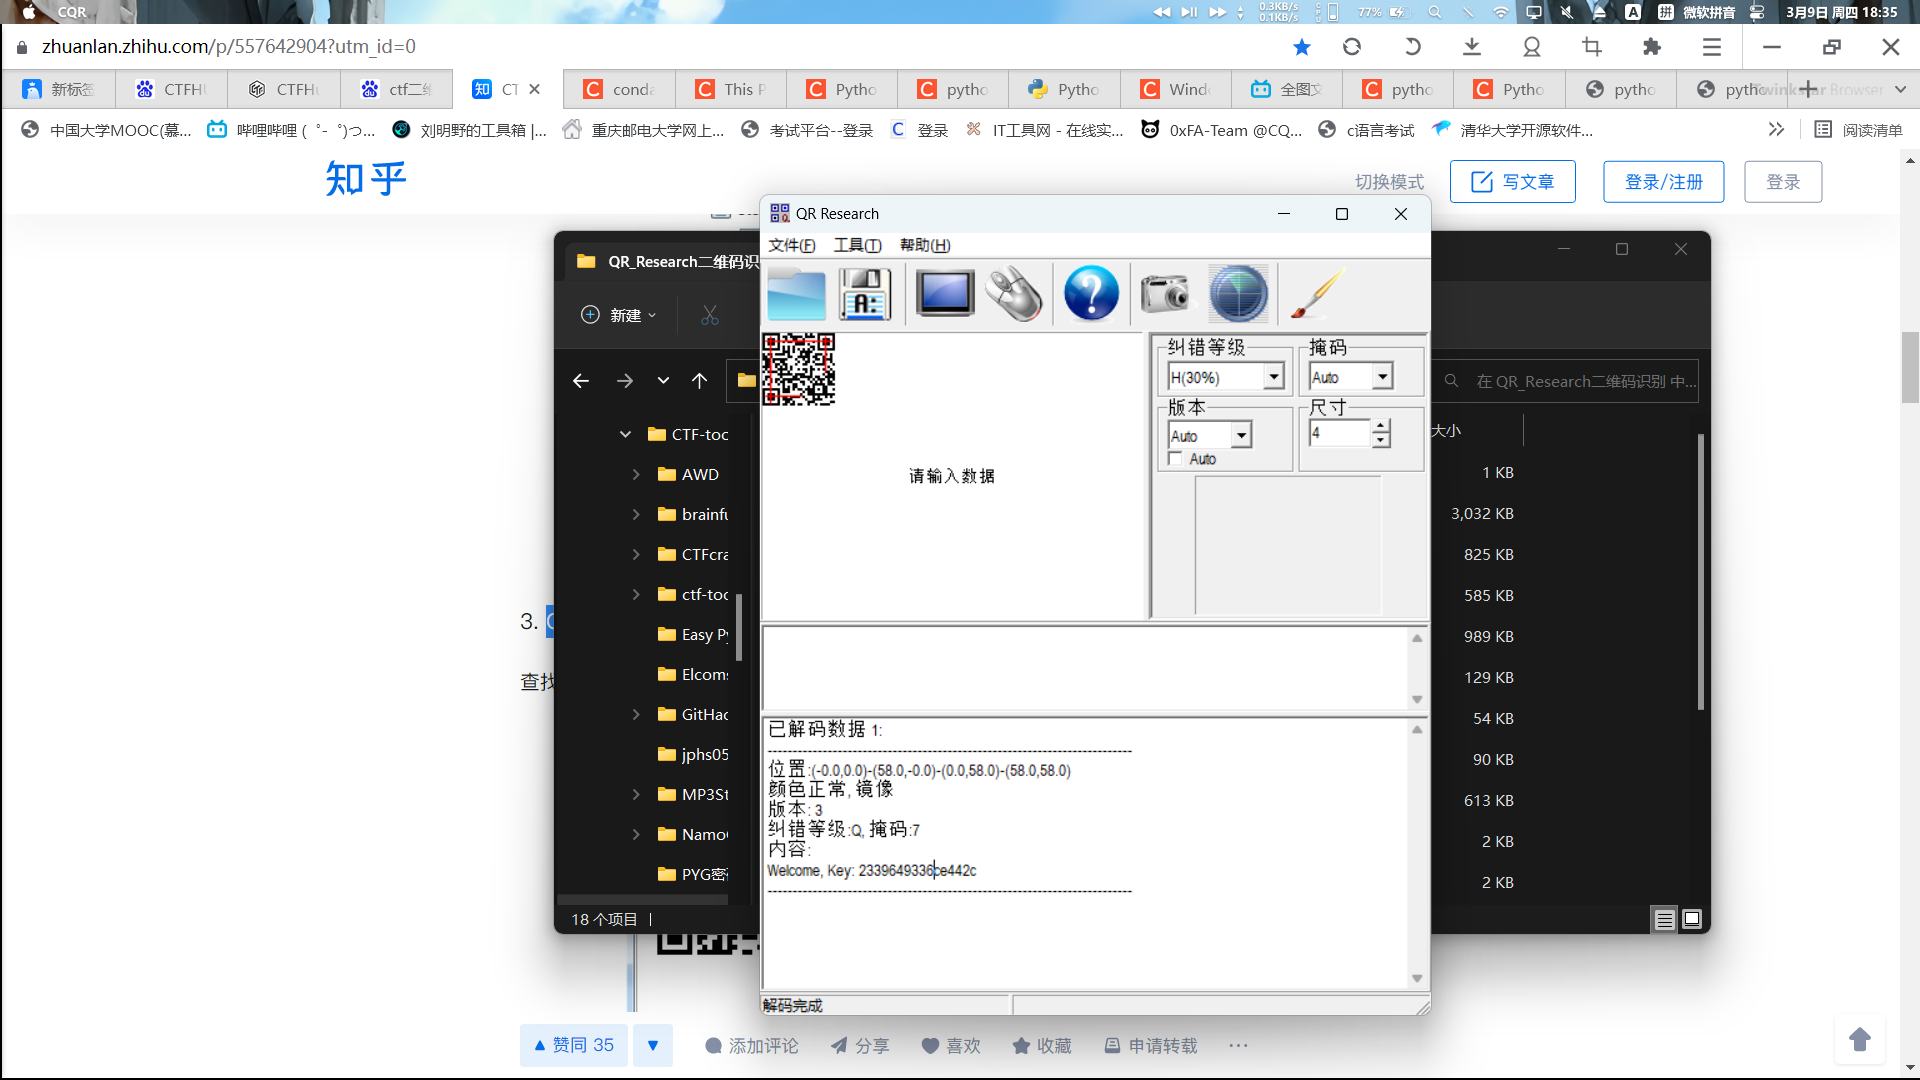 CQR
0.3KB/s
0.1KB/s
77%
A
拼
微软拼音
3月9日 周四 18:35
zhuanlan.zhihu.com/p/557642904?utm_id=0
新标签
CTFHu
CTFHu
ctf二维
知 CT
conda
This P
Pytho
pytho
Pytho
Wind
全图文
pytho
Pytho
pytho
pytho
中国大学MOOC(慕...
哔哩哔哩 ( ゜- ゜)つ...
刘明野的工具箱 |...
重庆邮电大学网上...
考试平台--登录
登录
IT工具网 - 在线实...
0xFA-Team @CQ...
c语言考试
清华大学开源软件...
阅读清单
知乎
切换模式
写文章
登录/注册
登录
QR Research
文件(F) 工具(T) 帮助(H)
QR_Research二维码识
新建
在 QR_Research二维码识别 中...
纠错等级
H(30%)
掩码
Auto
版本
Auto
Auto
尺寸
4
请输入数据
大小
CTF-too
AWD
brainfu
CTFcra
ctf-too
Easy Py
Elcoms
GitHac
jphs05
MP3St
Namo
PYG密
1 KB
3,032 KB
825 KB
585 KB
989 KB
129 KB
54 KB
90 KB
613 KB
2 KB
2 KB
3.
查找
已解码数据 1:
位置:(-0.0,0.0)-(58.0,-0.0)-(0.0,58.0)-(58.0,58.0)
颜色正常, 镜像
版本: 3
纠错等级:Q, 掩码:7
内容:
Welcome, Key: 2339649336ce442c
18 个项目
解码完成
赞同 35
添加评论
分享
喜欢
收藏
申请转载